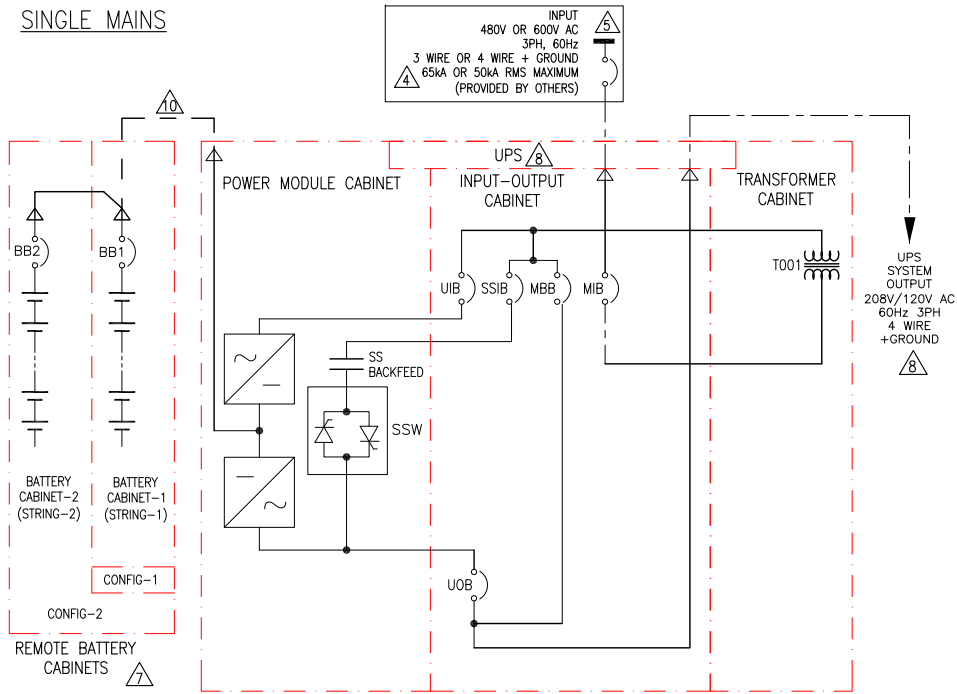 SINGLE MAINS
INPUT
480V OR 600V AC
3PH, 60Hz
3 WIRE OR 4 WIRE + GROUND
65kA OR 50kA RMS MAXIMUM
(PROVIDED BY OTHERS)
5
4
10
UPS
8
POWER MODULE CABINET
INPUT-OUTPUT
CABINET
TRANSFORMER
CABINET
BB2
BB1
UIB
SSIB
MBB
MIB
T001
UPS
SYSTEM
OUTPUT
208V/120V AC
60Hz 3PH
4 WIRE
+GROUND
8
SS
BACKFEED
SSW
BATTERY
CABINET-2
(STRING-2)
BATTERY
CABINET-1
(STRING-1)
CONFIG-1
CONFIG-2
UOB
REMOTE BATTERY
CABINETS
7